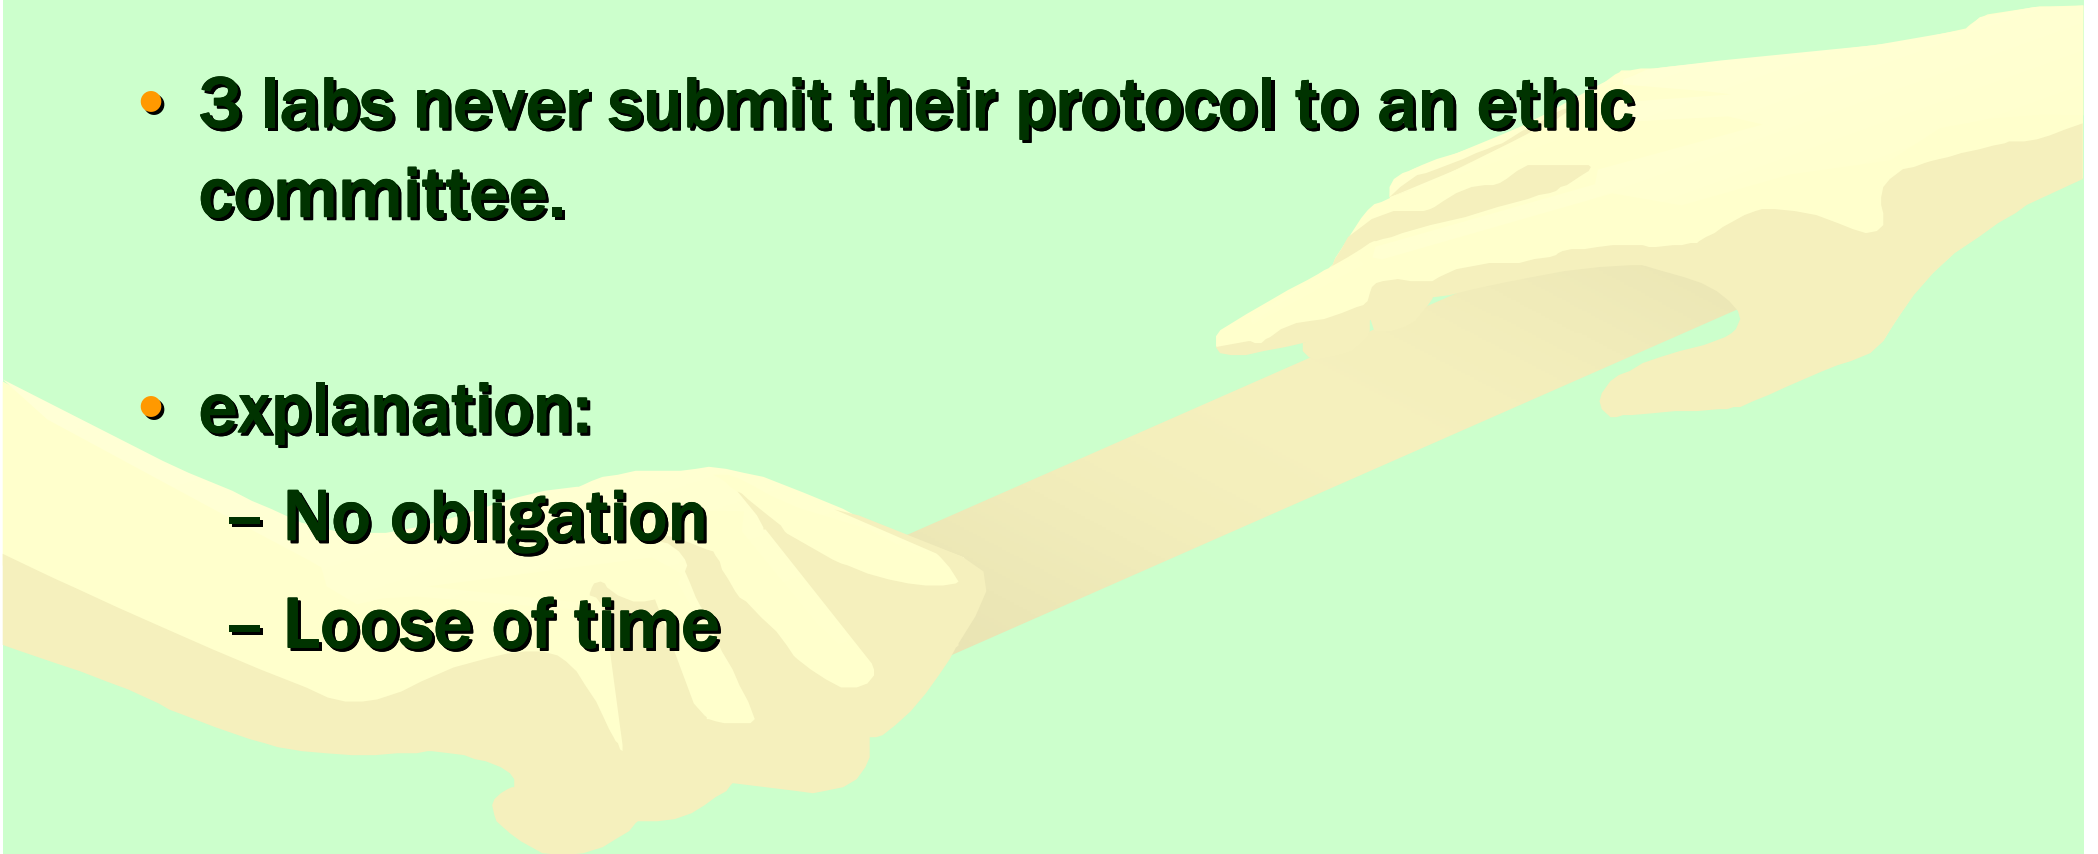 • 3 labs never submit their protocol to an ethic
committee.
• explanation:
– No obligation
– Loose of time